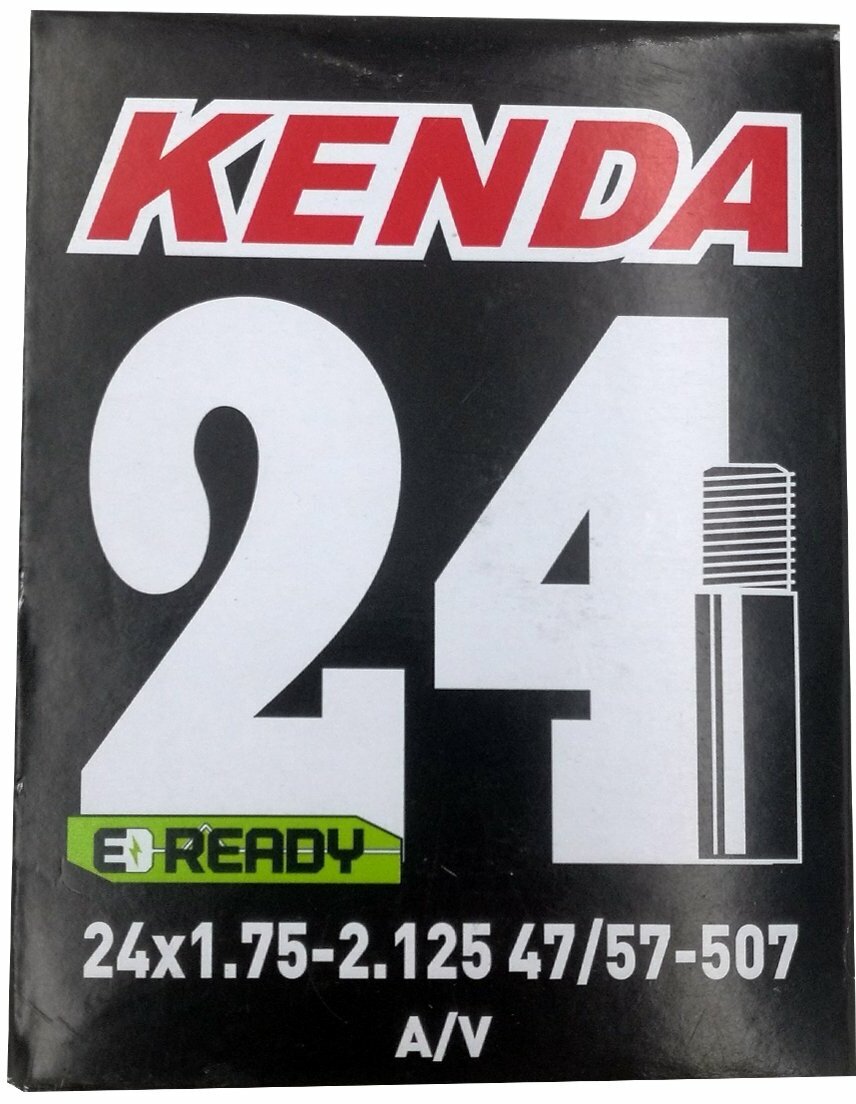 KENDA
24
E READY
24x1.75-2.125 47/57-507
A/V